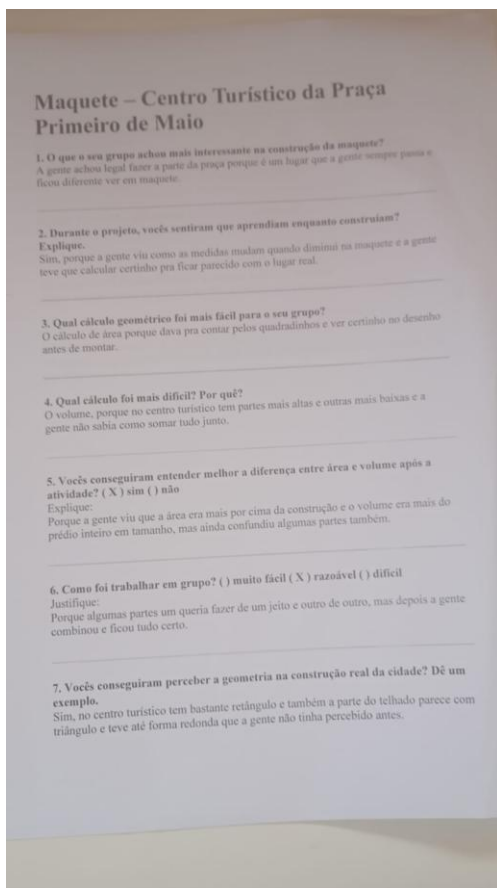 Maquete – Centro Turístico da Praça
Primeiro de Maio
1. O que o seu grupo achou mais interessante na construção da maquete?
A gente achou legal fazer a parte da praça porque é um lugar que a gente sempre passa e
ficou diferente ver em maquete.
2. Durante o projeto, vocês sentiram que aprendiam enquanto construíam?
Explique.
Sim, porque a gente viu como as medidas mudam quando diminui na maquete e a gente
teve que calcular certinho pra ficar parecido com o lugar real.
3. Qual cálculo geométrico foi mais fácil para o seu grupo?
O cálculo de área porque dava pra contar pelos quadradinhos e ver certinho no desenho
antes de montar.
4. Qual cálculo foi mais difícil? Por quê?
O volume, porque no centro turístico tem partes mais altas e outras mais baixas e a
gente não sabia como somar tudo junto.
5. Vocês conseguiram entender melhor a diferença entre área e volume após a
atividade? ( X ) sim ( ) não
Explique:
Porque a gente viu que a área era mais por cima da construção e o volume era mais do
prédio inteiro em tamanho, mas ainda confundiu algumas partes também.
6. Como foi trabalhar em grupo? ( ) muito fácil ( X ) razoável ( ) difícil
Justifique:
Porque algumas partes um queria fazer de um jeito e outro de outro, mas depois a gente
combinou e ficou tudo certo.
7. Vocês conseguiram perceber a geometria na construção real da cidade? Dê um
exemplo.
Sim, no centro turístico tem bastante retângulo e também a parte do telhado parece com
triângulo e teve até forma redonda que a gente não tinha percebido antes.